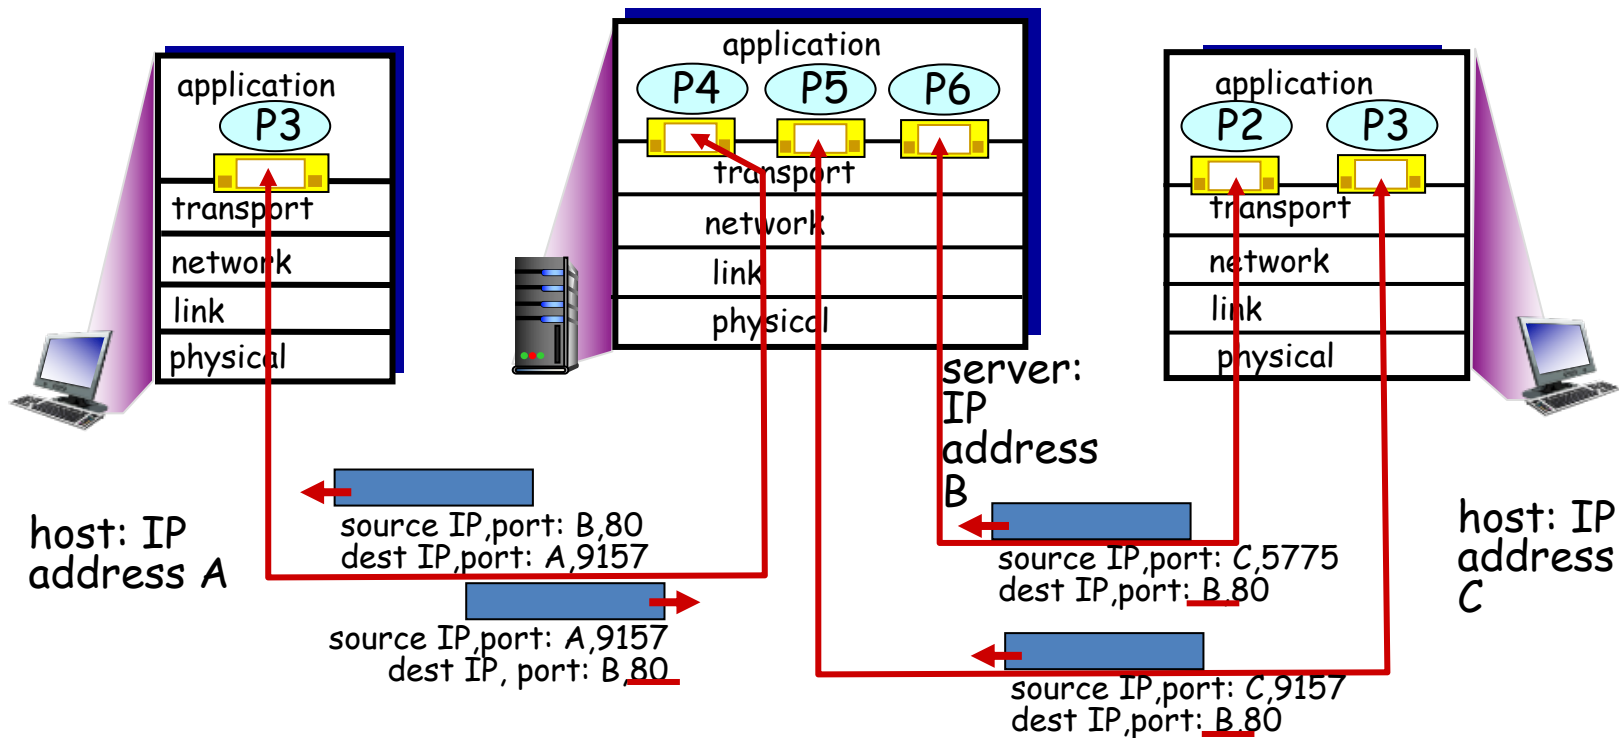 application
P3
transport
network
link
physical
host: IP
address A
application
P4 P5 P6
transport
network
link
physical
server:
IP
address
B
application
P2 P3
transport
network
link
physical
host: IP
address
C
source IP,port: B,80
dest IP,port: A,9157
source IP,port: A,9157
dest IP, port: B,80
source IP,port: C,5775
dest IP,port: B,80
source IP,port: C,9157
dest IP,port: B,80